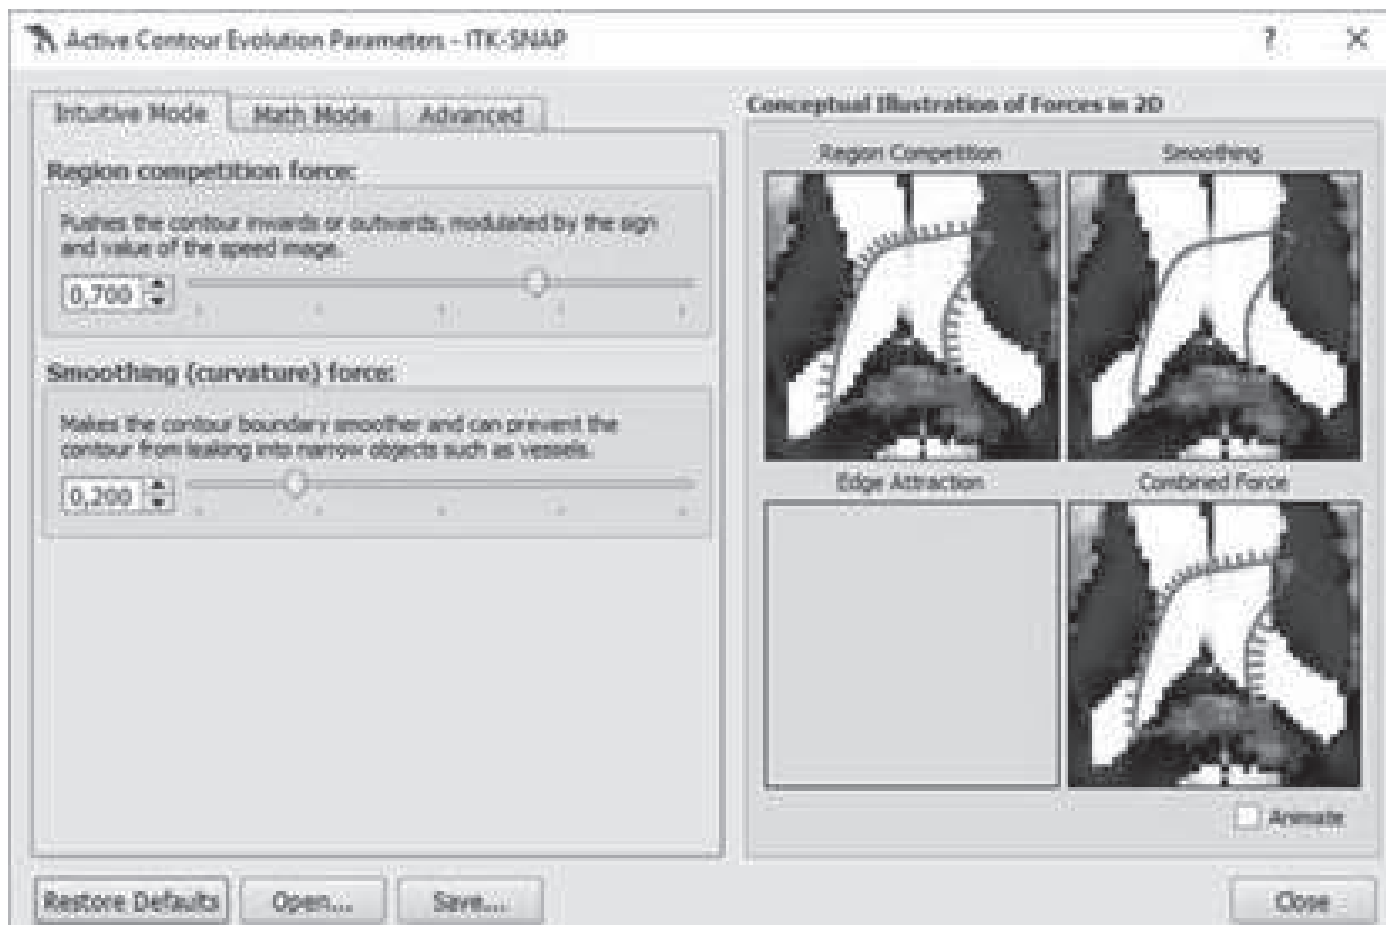 Active Contour Evolution Parameters - ITK-SNAP
?
Intuitive Mode
Math Mode
Advanced
Region competition force:
Pushes the contour inwards or outwards, modulated by the sign
and value of the speed image.
0,700
Smoothing (curvature) force:
Makes the contour boundary smoother and can prevent the
contour from leaking into narrow objects such as vessels.
0,200
Conceptual Illustration of Forces in 2D
Region Competition
Smoothing
Edge Attraction
Combined Force
Animate
Restore Defaults
Open...
Save...
Close